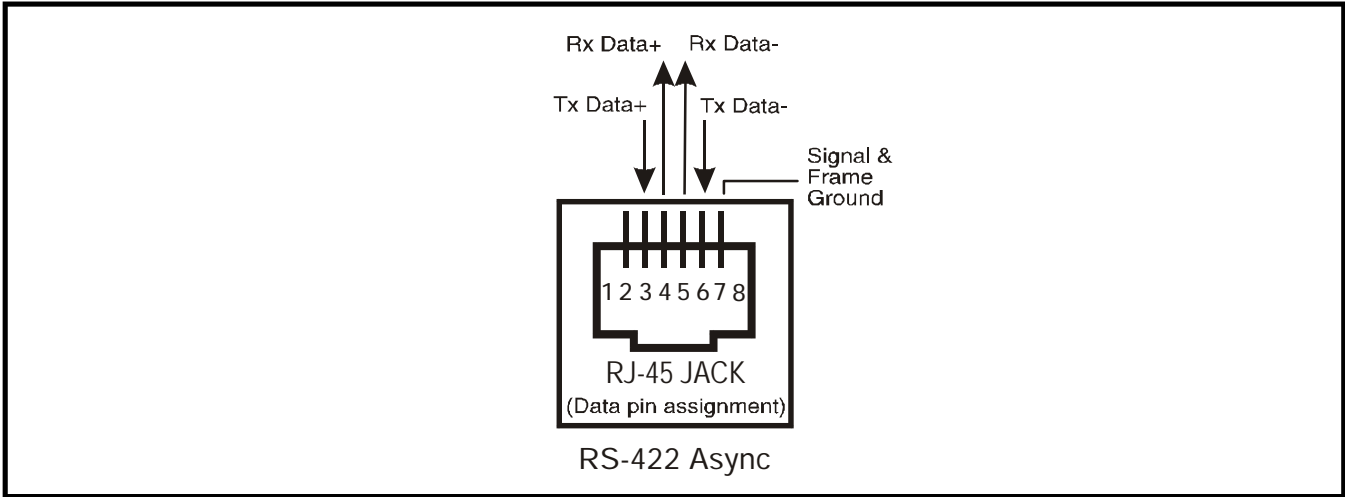 Rx Data+ Rx Data-
Tx Data+ Tx Data-
Signal &
Frame
Ground
1 2 3 4 5 6 7 8
RJ-45 JACK
(Data pin assignment)
RS-422 Async